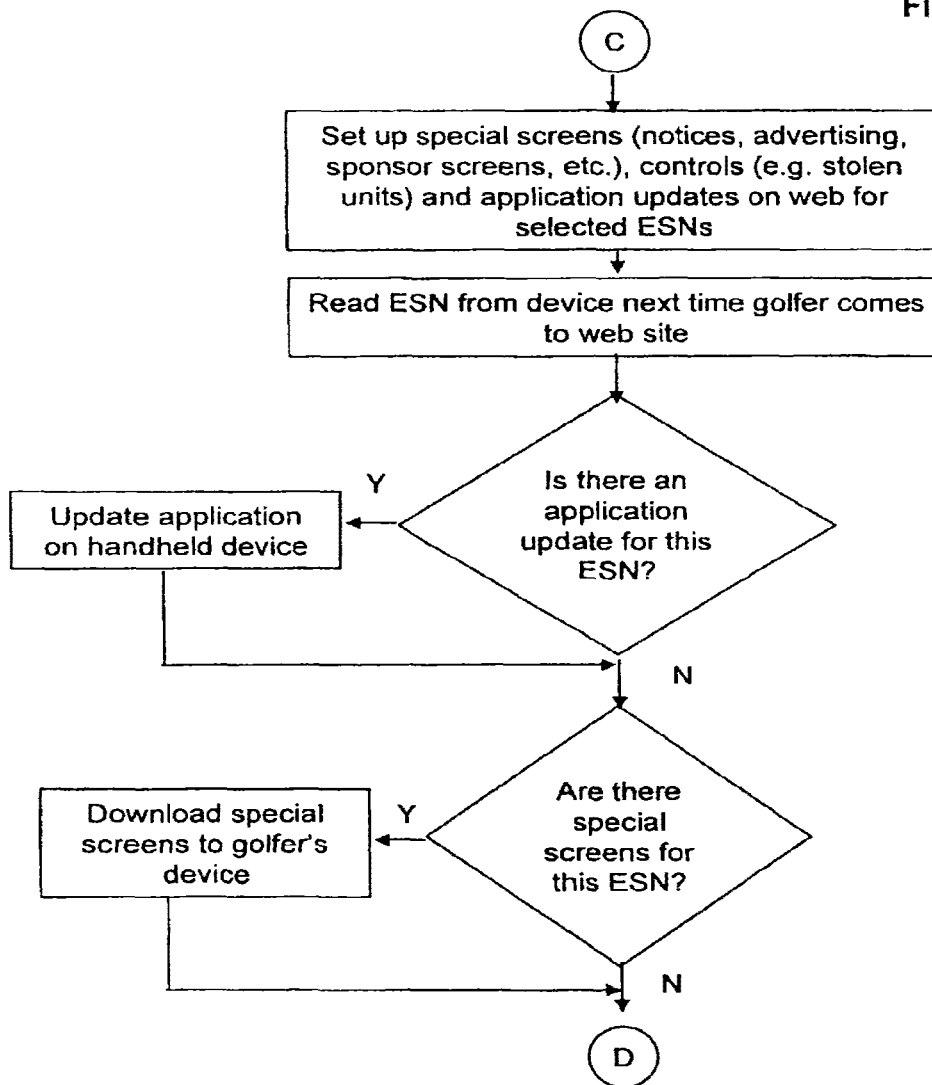 C
Set up special screens (notices, advertising,
sponsor screens, etc.), controls (e.g. stolen
units) and application updates on web for
selected ESNs
Read ESN from device next time golfer comes
to web site
Is there an
application
update for this
ESN?
Y
Update application
on handheld device
N
Are there
special
screens for
this ESN?
Y
Download special
screens to golfer's
device
N
D